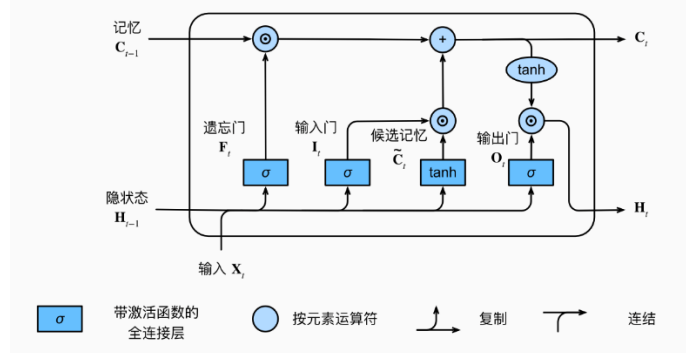 记忆
C_{t-1}
⊙
+
C_t
tanh
遗忘门
F_t
输入门
I_t
候选记忆
C̃_t
⊙
输出门
O_t
⊙
σ
σ
tanh
σ
隐状态
H_{t-1}
H_t
输入 X_t
σ
带激活函数的
全连接层
按元素运算符
复制
连结